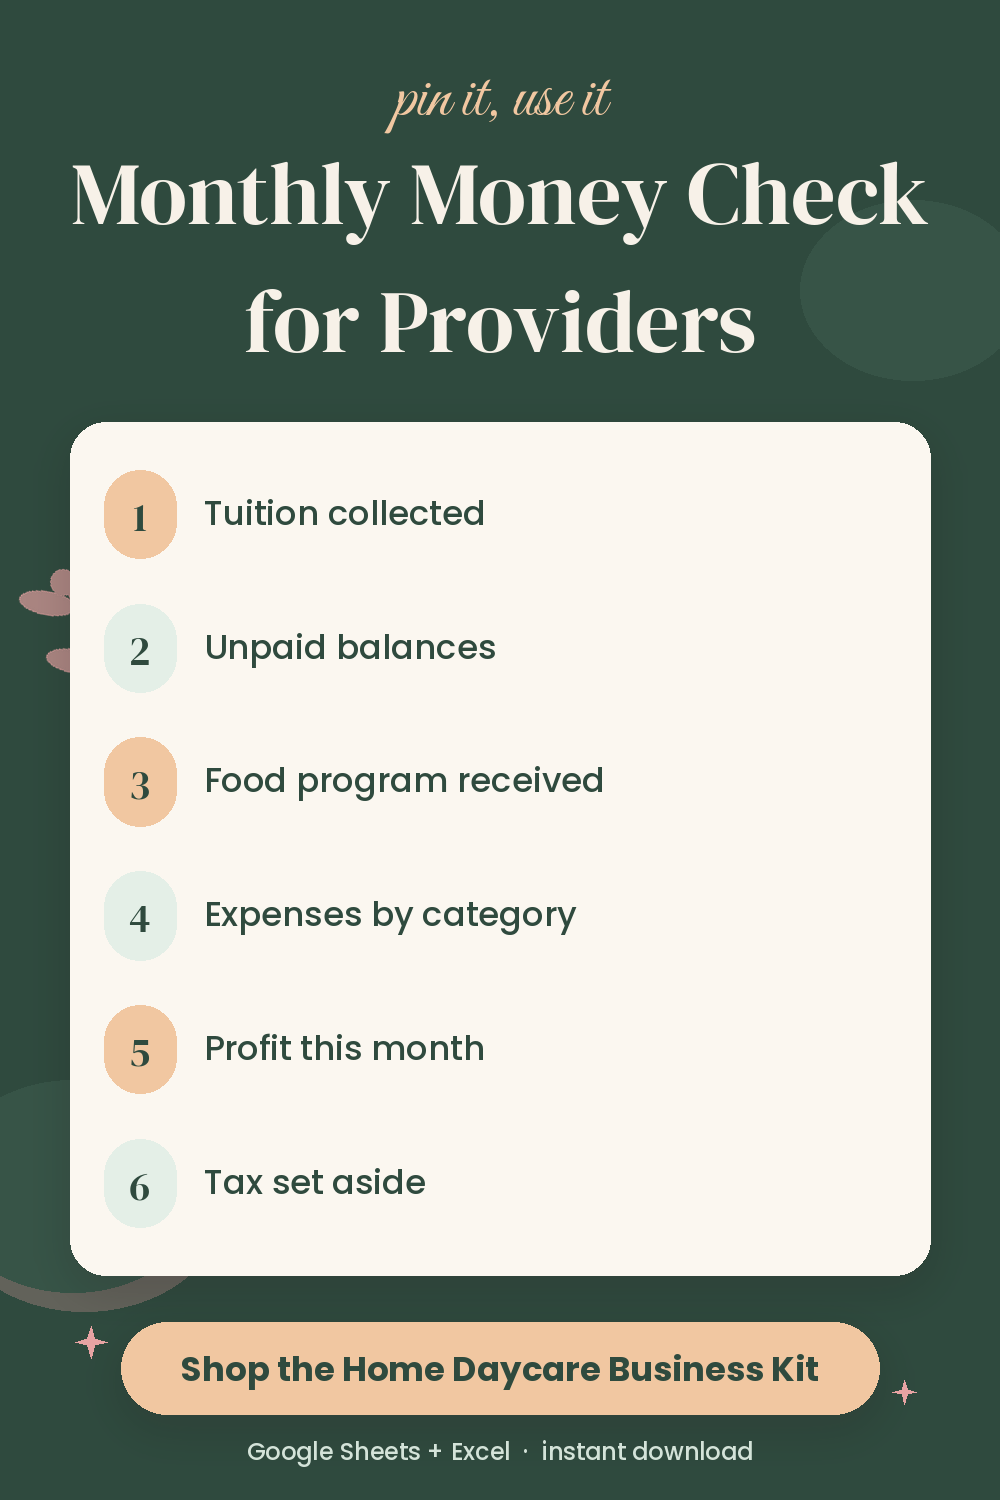 pin it, use it
Monthly Money Check
for Providers
1 Tuition collected
2 Unpaid balances
3 Food program received
4 Expenses by category
5 Profit this month
6 Tax set aside
Shop the Home Daycare Business Kit
Google Sheets + Excel · instant download